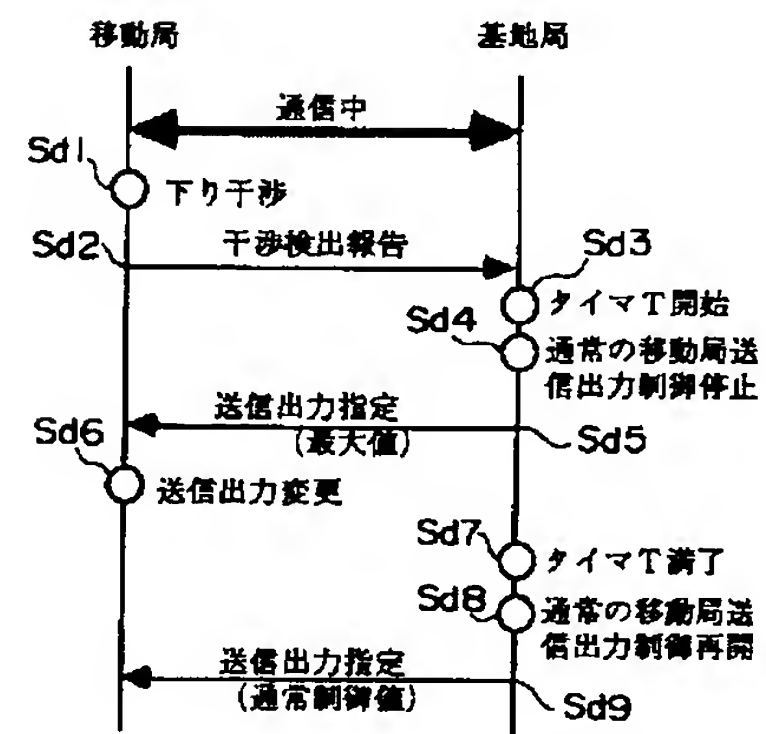 移動局
基地局
通信中
Sd1
下り干渉
Sd2
干渉検出報告
Sd3
タイマT開始
Sd4
通常の移動局送
信出力制御停止
送信出力指定
(最大値)
Sd5
Sd6
送信出力変更
Sd7
タイマT満了
Sd8
通常の移動局送
信出力制御再開
送信出力指定
(通常制御値)
Sd9